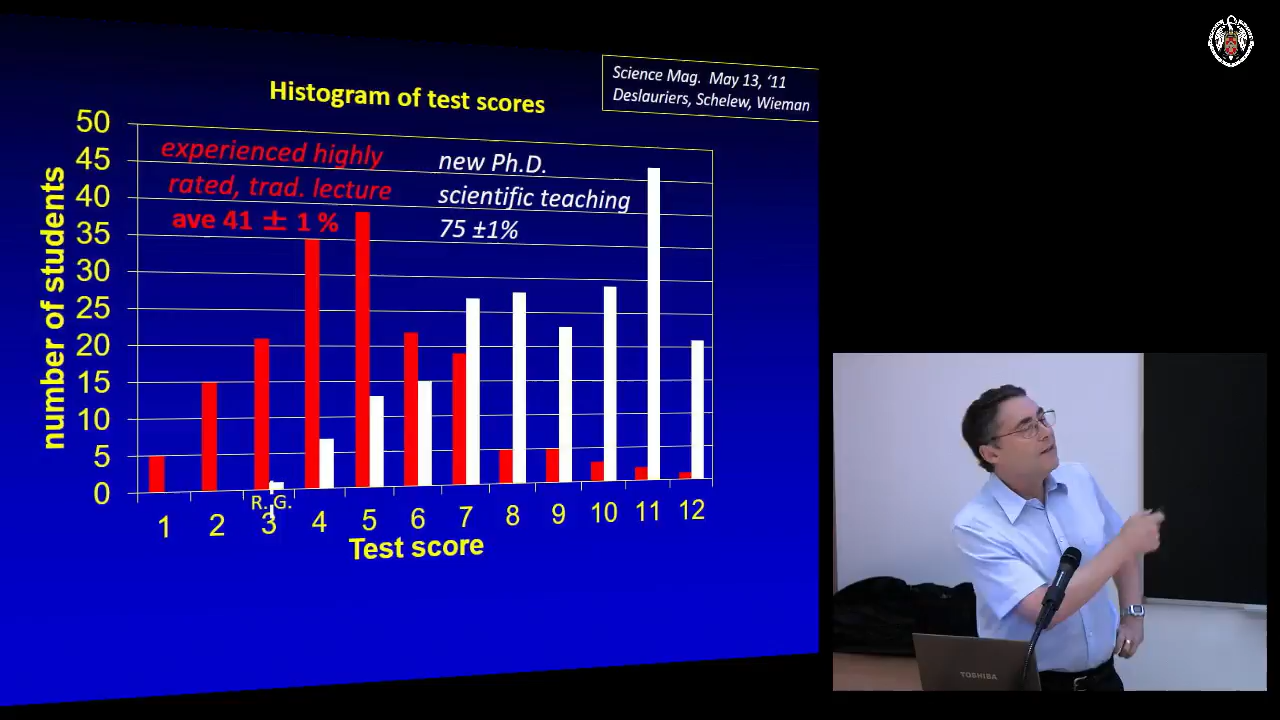 Science Mag. May 13, ‘11
Deslauriers, Schelew, Wieman
Histogram of test scores
experienced highly
rated, trad. lecture
ave 41 ± 1 %
new Ph.D.
scientific teaching
75 ±1%
number of students
50
45
40
35
30
25
20
15
10
5
0
R. G.
1 2 3 4 5 6 7 8 9 10 11 12
Test score
TOSHIBA